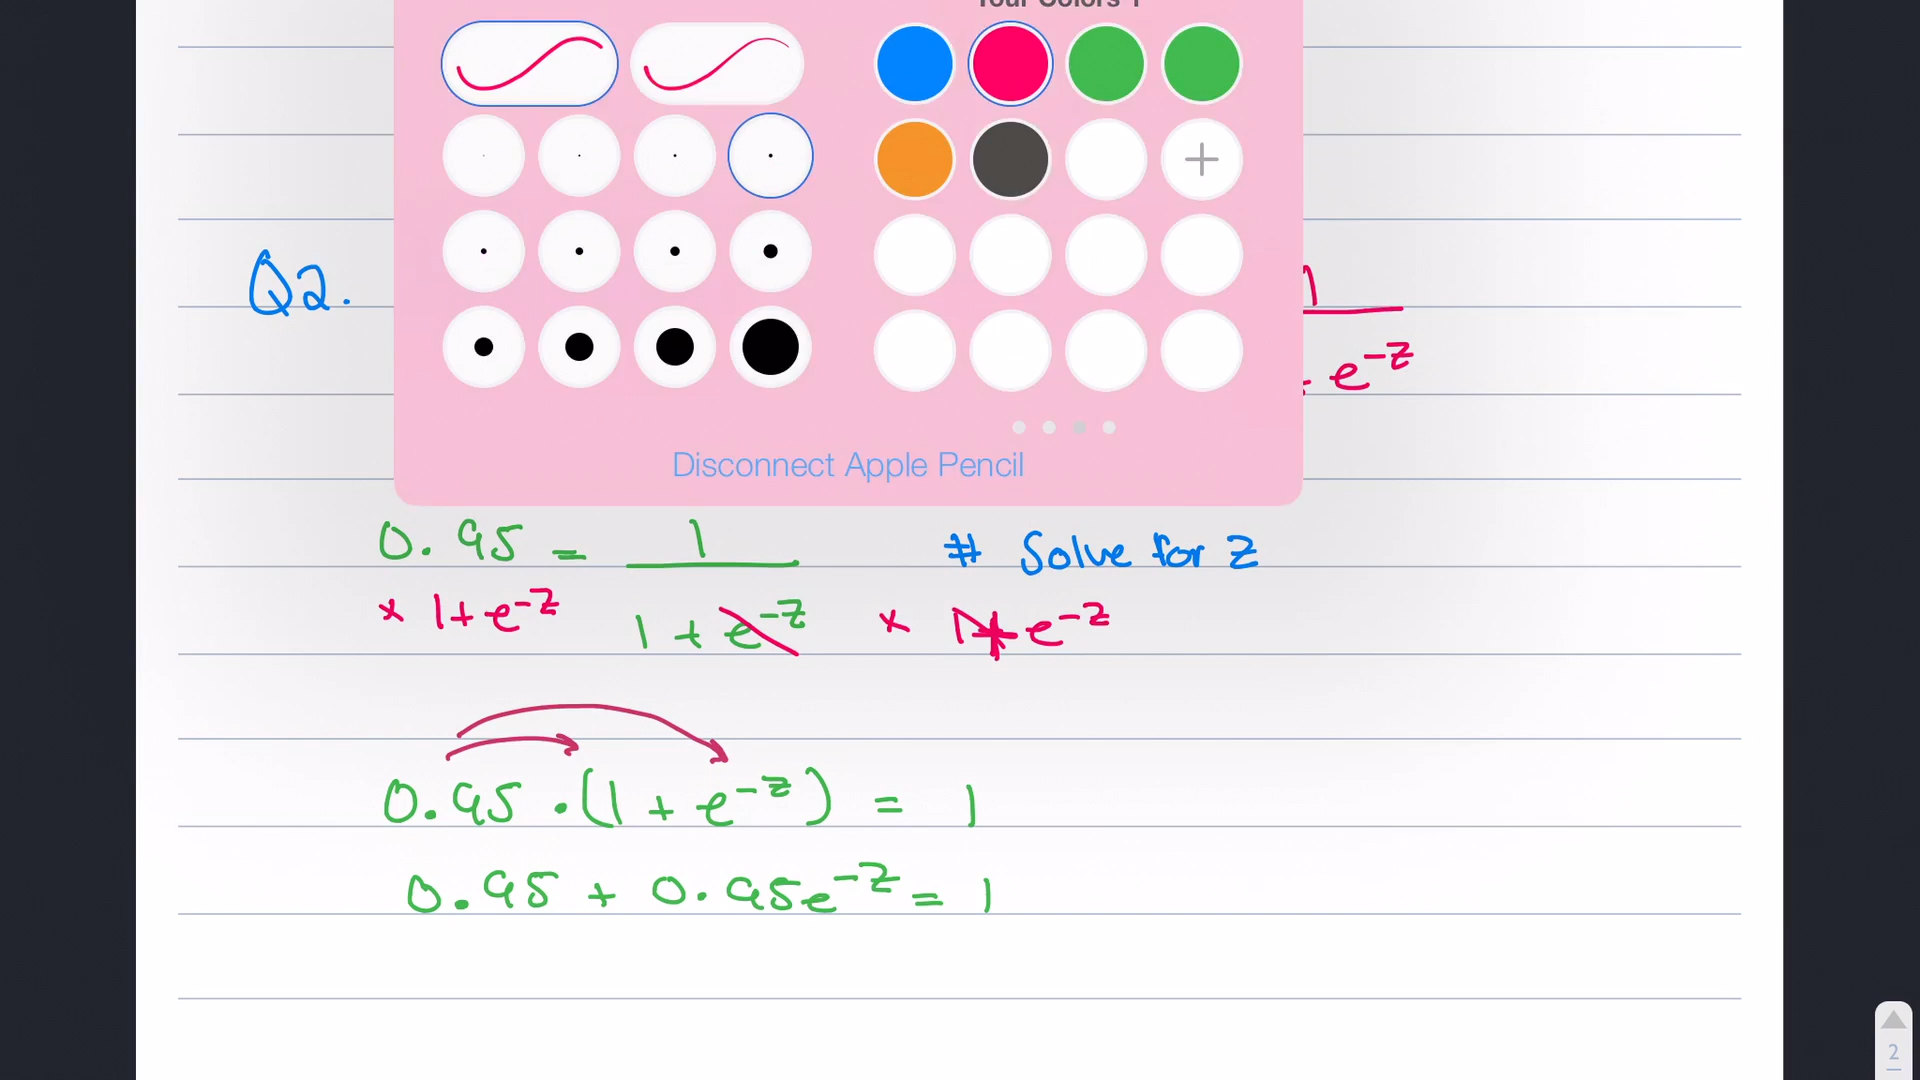 Q2.
1
e^{-z}
Disconnect Apple Pencil
0.95 = 1 / (1 + e^{-z}) # Solve for z
× 1+e^{-z} × 1+e^{-z}
0.95 · (1 + e^{-z}) = 1
0.95 + 0.95e^{-z} = 1
2